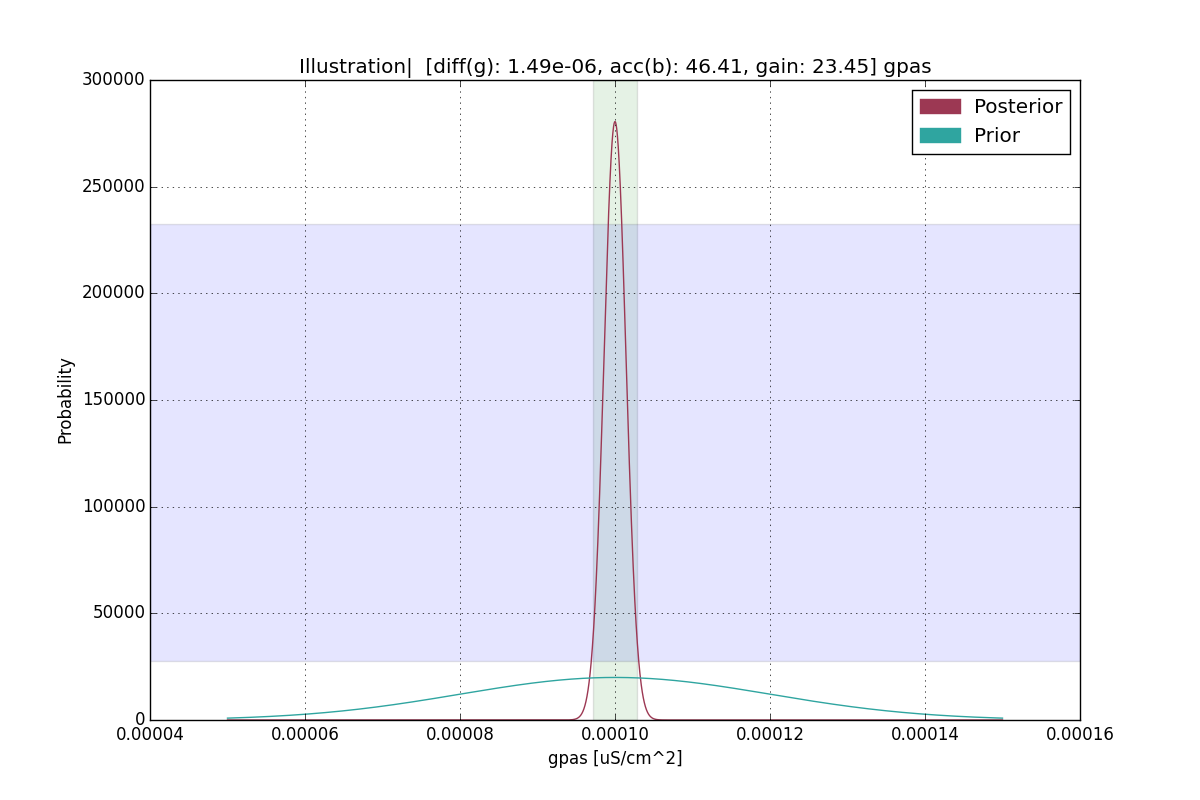 Illustration|  [diff(g): 1.49e-06, acc(b): 46.41, gain: 23.45] gpas
300000
250000
200000
150000
100000
50000
0
Probability
Posterior
Prior
0.00004 0.00006 0.00008 0.00010 0.00012 0.00014 0.00016
gpas [uS/cm^2]